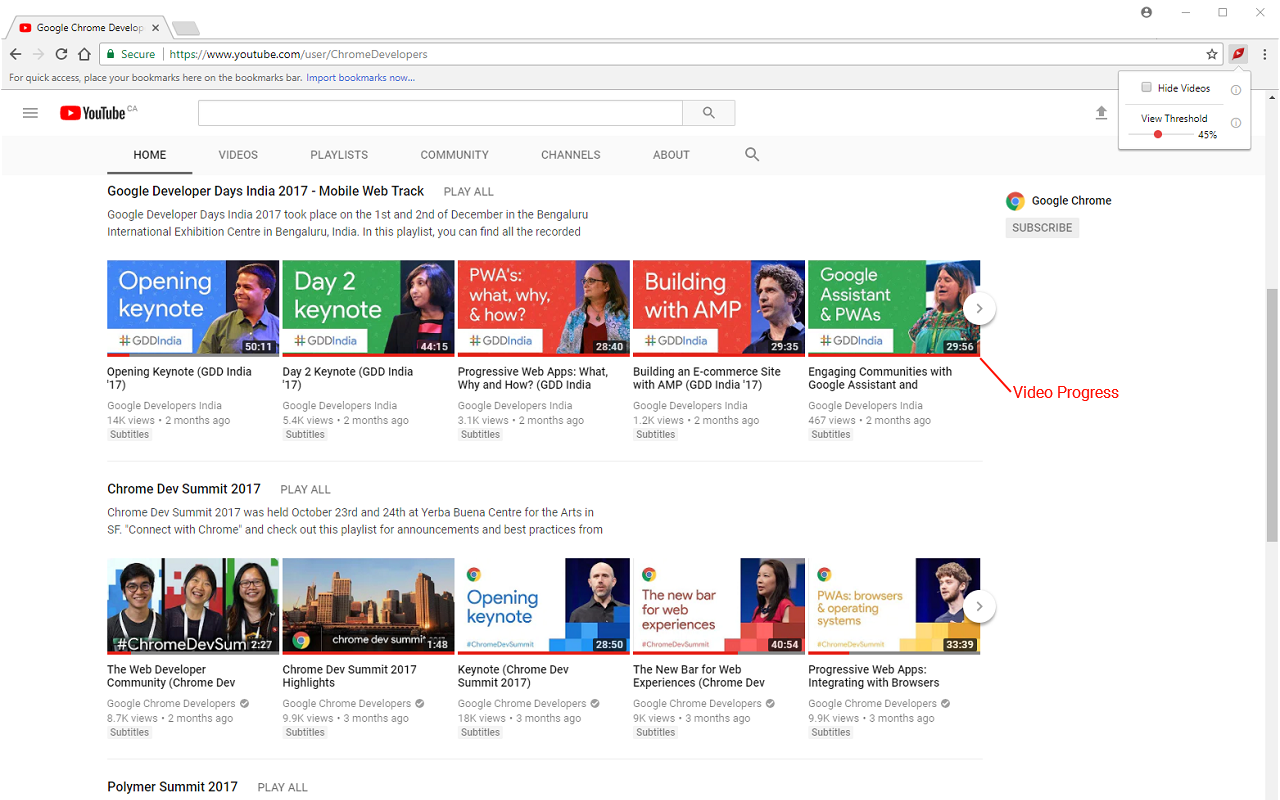 Google Chrome Develop
Secure
https://www.youtube.com/user/ChromeDevelopers
For quick access, place your bookmarks here on the bookmarks bar. Import bookmarks now...
Hide Videos
View Threshold
45%
YouTube CA
HOME
VIDEOS
PLAYLISTS
COMMUNITY
CHANNELS
ABOUT
Google Developer Days India 2017 - Mobile Web Track
PLAY ALL
Google Developer Days India 2017 took place on the 1st and 2nd of December in the Bengaluru
International Exhibition Centre in Bengaluru, India. In this playlist, you can find all the recorded
Google Chrome
SUBSCRIBE
Opening
keynote
#GDDIndia
50:11
Day 2
keynote
#GDDIndia
44:15
PWA's:
what, why,
& how?
#GDDIndia
28:40
Building
with AMP
#GDDIndia
29:35
Google
Assistant
& PWAs
#GDDIndia
29:56
Opening Keynote (GDD India
'17)
Google Developers India
14K views • 2 months ago
Subtitles
Day 2 Keynote (GDD India
'17)
Google Developers India
5.4K views • 2 months ago
Subtitles
Progressive Web Apps: What,
Why and How? (GDD India
Google Developers India
3.1K views • 2 months ago
Subtitles
Building an E-commerce Site
with AMP (GDD India '17)
Google Developers India
1.2K views • 2 months ago
Subtitles
Engaging Communities with
Google Assistant and
Google Developers India
467 views • 2 months ago
Subtitles
Video Progress
Chrome Dev Summit 2017
PLAY ALL
Chrome Dev Summit 2017 was held October 23rd and 24th at Yerba Buena Centre for the Arts in
SF. "Connect with Chrome" and check out this playlist for announcements and best practices from
#ChromeDevSum
2:27
chrome dev summit
1:48
Opening
keynote
#ChromeDevSummit
28:50
The new bar
for web
experiences
#ChromeDevSummit
40:54
PWAs: browsers
& operating
systems
#ChromeDevSummit
33:39
The Web Developer
Community (Chrome Dev
Google Chrome Developers
8.7K views • 2 months ago
Subtitles
Chrome Dev Summit 2017
Highlights
Google Chrome Developers
9.9K views • 3 months ago
Subtitles
Keynote (Chrome Dev
Summit 2017)
Google Chrome Developers
18K views • 3 months ago
Subtitles
The New Bar for Web
Experiences (Chrome Dev
Google Chrome Developers
9K views • 3 months ago
Subtitles
Progressive Web Apps:
Integrating with Browsers
Google Chrome Developers
9.9K views • 3 months ago
Subtitles
Polymer Summit 2017
PLAY ALL